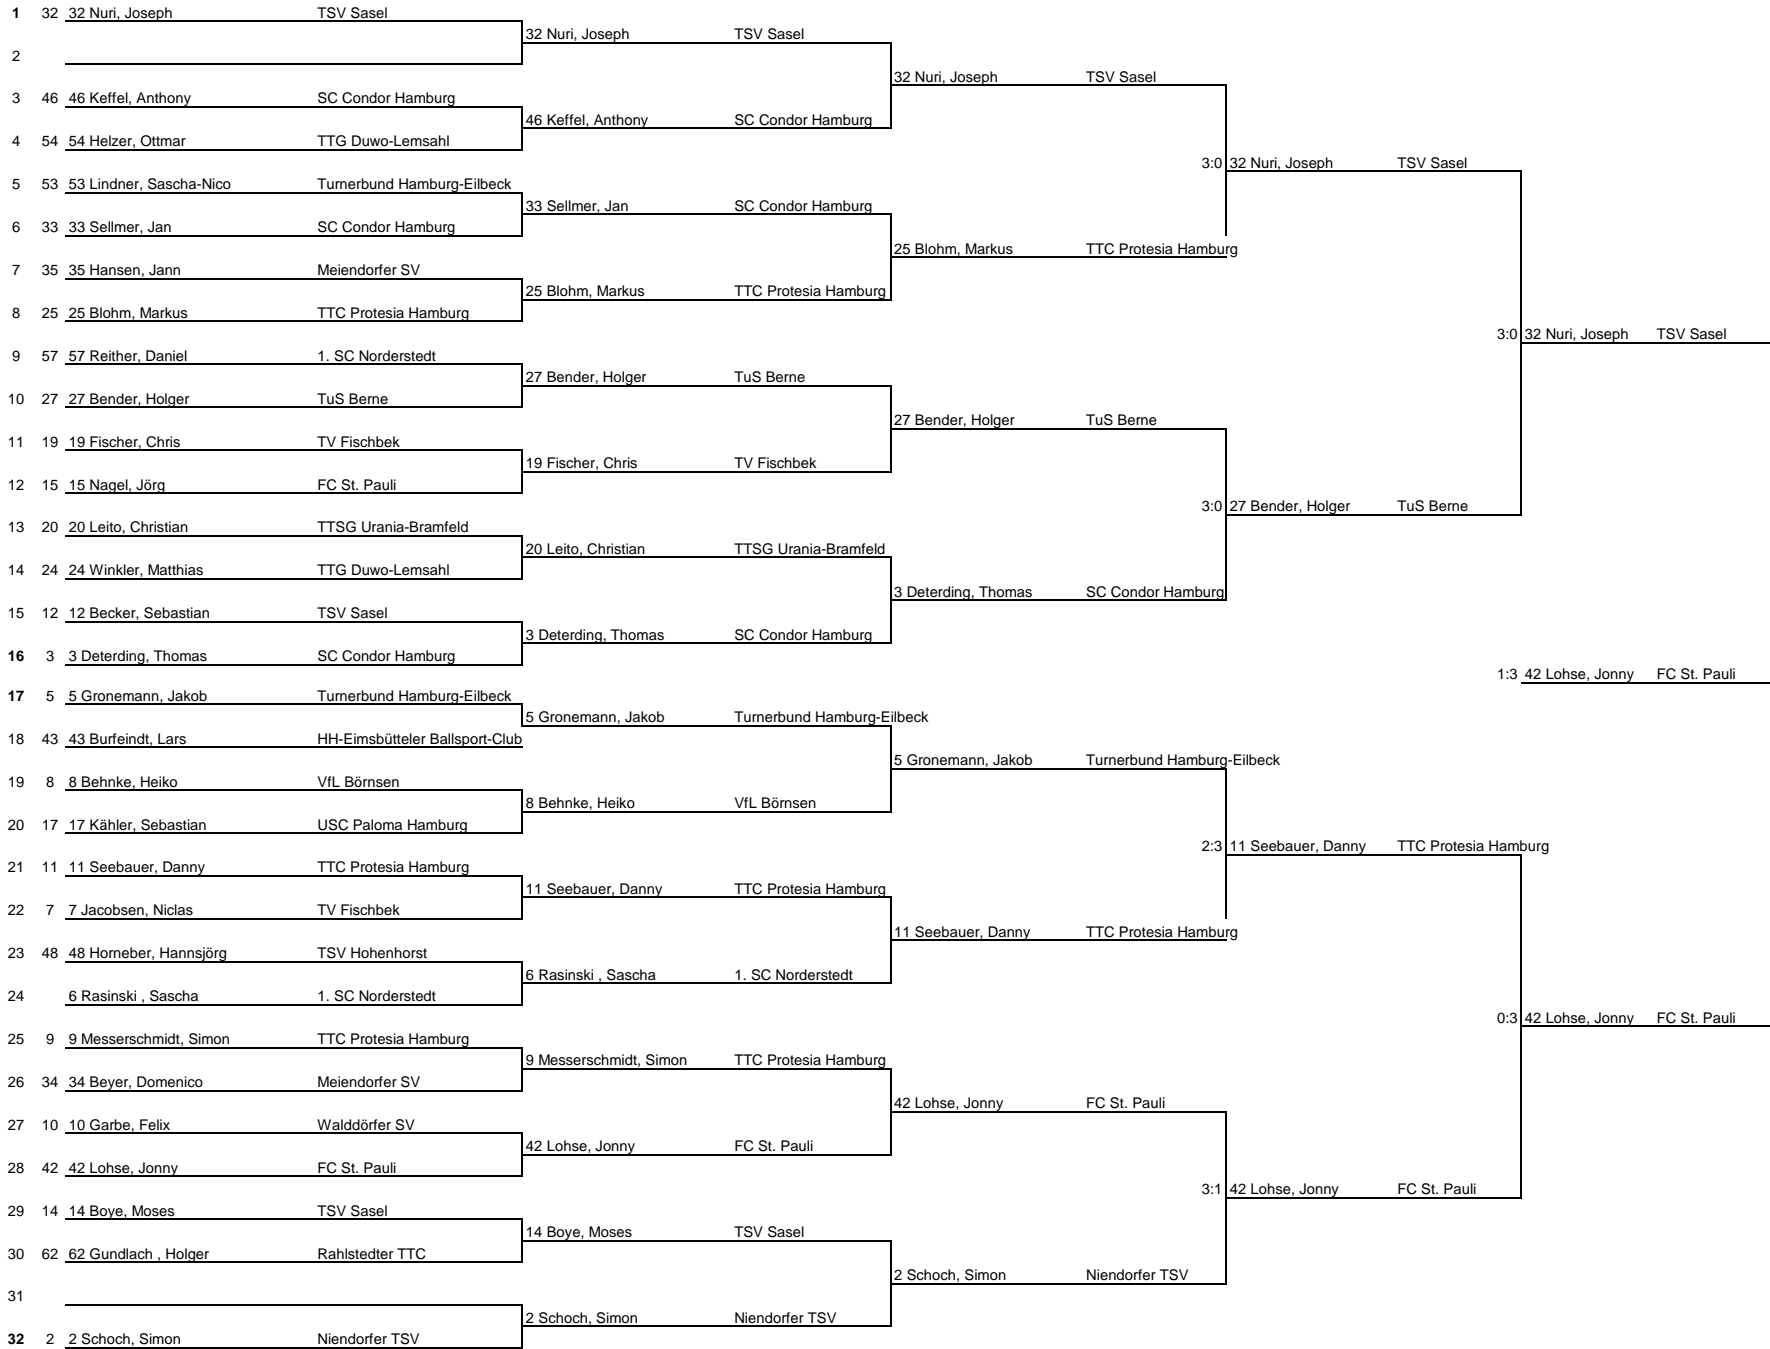 1 32 32 Nuri, Joseph TSV Sasel
32 Nuri, Joseph TSV Sasel
2
32 Nuri, Joseph TSV Sasel
3 46 46 Keffel, Anthony SC Condor Hamburg
46 Keffel, Anthony SC Condor Hamburg
4 54 54 Helzer, Ottmar TTG Duwo-Lemsahl
3:0 32 Nuri, Joseph TSV Sasel
5 53 53 Lindner, Sascha-Nico Turnerbund Hamburg-Eilbeck
33 Sellmer, Jan SC Condor Hamburg
6 33 33 Sellmer, Jan SC Condor Hamburg
25 Blohm, Markus TTC Protesia Hamburg
7 35 35 Hansen, Jann Meiendorfer SV
25 Blohm, Markus TTC Protesia Hamburg
8 25 25 Blohm, Markus TTC Protesia Hamburg
3:0 32 Nuri, Joseph TSV Sasel
9 57 57 Reither, Daniel 1. SC Norderstedt
27 Bender, Holger TuS Berne
10 27 27 Bender, Holger TuS Berne
27 Bender, Holger TuS Berne
11 19 19 Fischer, Chris TV Fischbek
19 Fischer, Chris TV Fischbek
12 15 15 Nagel, Jörg FC St. Pauli
3:0 27 Bender, Holger TuS Berne
13 20 20 Leito, Christian TTSG Urania-Bramfeld
20 Leito, Christian TTSG Urania-Bramfeld
14 24 24 Winkler, Matthias TTG Duwo-Lemsahl
3 Deterding, Thomas SC Condor Hamburg
15 12 12 Becker, Sebastian TSV Sasel
3 Deterding, Thomas SC Condor Hamburg
16 3 3 Deterding, Thomas SC Condor Hamburg
1:3 42 Lohse, Jonny FC St. Pauli
17 5 5 Gronemann, Jakob Turnerbund Hamburg-Eilbeck
5 Gronemann, Jakob Turnerbund Hamburg-Eilbeck
18 43 43 Burfeindt, Lars HH-Eimsbütteler Ballsport-Club
5 Gronemann, Jakob Turnerbund Hamburg-Eilbeck
19 8 8 Behnke, Heiko VfL Börnsen
8 Behnke, Heiko VfL Börnsen
20 17 17 Kähler, Sebastian USC Paloma Hamburg
2:3 11 Seebauer, Danny TTC Protesia Hamburg
21 11 11 Seebauer, Danny TTC Protesia Hamburg
11 Seebauer, Danny TTC Protesia Hamburg
22 7 7 Jacobsen, Niclas TV Fischbek
11 Seebauer, Danny TTC Protesia Hamburg
23 48 48 Horneber, Hannsjörg TSV Hohenhorst
6 Rasinski , Sascha 1. SC Norderstedt
24 6 Rasinski , Sascha 1. SC Norderstedt
0:3 42 Lohse, Jonny FC St. Pauli
25 9 9 Messerschmidt, Simon TTC Protesia Hamburg
9 Messerschmidt, Simon TTC Protesia Hamburg
26 34 34 Beyer, Domenico Meiendorfer SV
42 Lohse, Jonny FC St. Pauli
27 10 10 Garbe, Felix Walddörfer SV
42 Lohse, Jonny FC St. Pauli
28 42 42 Lohse, Jonny FC St. Pauli
3:1 42 Lohse, Jonny FC St. Pauli
29 14 14 Boye, Moses TSV Sasel
14 Boye, Moses TSV Sasel
30 62 62 Gundlach , Holger Rahlstedter TTC
2 Schoch, Simon Niendorfer TSV
31
2 Schoch, Simon Niendorfer TSV
32 2 2 Schoch, Simon Niendorfer TSV